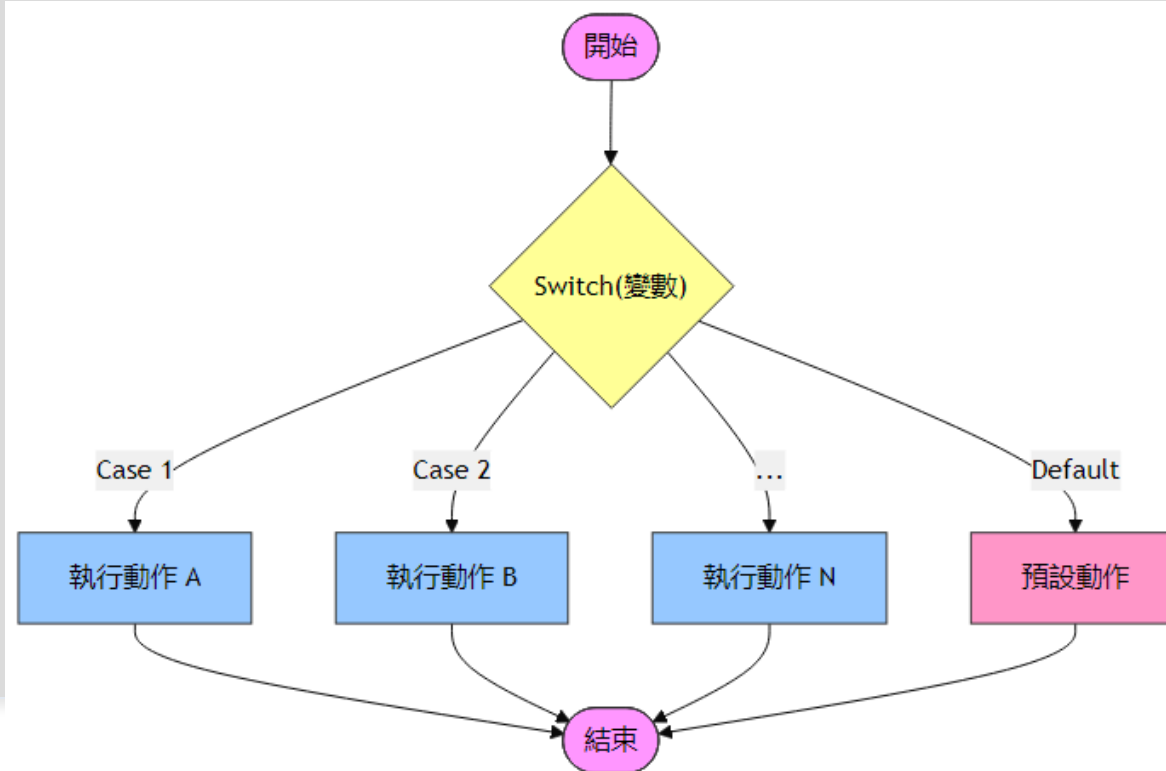 開始
Switch(變數)
Case 1
Case 2
...
Default
執行動作 A
執行動作 B
執行動作 N
預設動作
結束